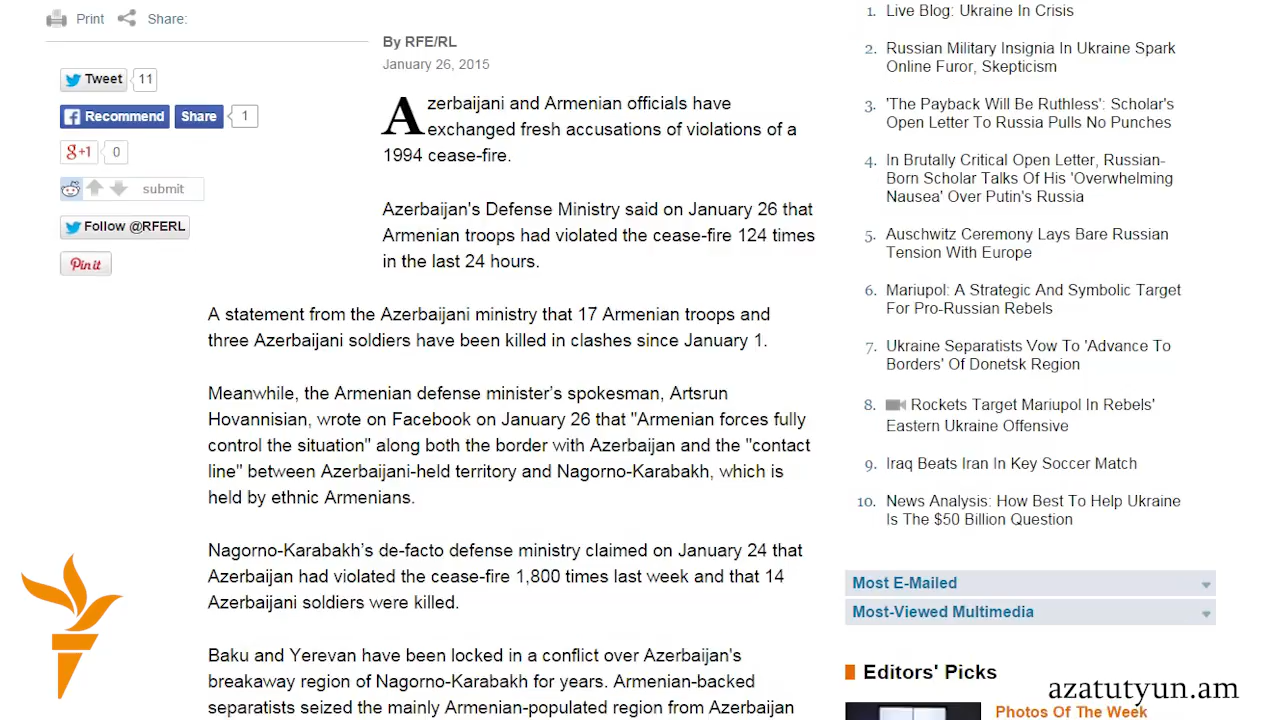 Print Share:
Tweet 11
Recommend Share 1
g+1 0
submit
Follow @RFERL
Pin it
By RFE/RL
January 26, 2015
Azerbaijani and Armenian officials have
exchanged fresh accusations of violations of a
1994 cease-fire.
Azerbaijan's Defense Ministry said on January 26 that
Armenian troops had violated the cease-fire 124 times
in the last 24 hours.
A statement from the Azerbaijani ministry that 17 Armenian troops and
three Azerbaijani soldiers have been killed in clashes since January 1.
Meanwhile, the Armenian defense minister’s spokesman, Artsrun
Hovannisian, wrote on Facebook on January 26 that "Armenian forces fully
control the situation" along both the border with Azerbaijan and the "contact
line" between Azerbaijani-held territory and Nagorno-Karabakh, which is
held by ethnic Armenians.
Nagorno-Karabakh’s de-facto defense ministry claimed on January 24 that
Azerbaijan had violated the cease-fire 1,800 times last week and that 14
Azerbaijani soldiers were killed.
Baku and Yerevan have been locked in a conflict over Azerbaijan's
breakaway region of Nagorno-Karabakh for years. Armenian-backed
separatists seized the mainly Armenian-populated region from Azerbaijan
1. Live Blog: Ukraine In Crisis
2. Russian Military Insignia In Ukraine Spark
Online Furor, Skepticism
3. 'The Payback Will Be Ruthless': Scholar's
Open Letter To Russia Pulls No Punches
4. In Brutally Critical Open Letter, Russian-
Born Scholar Talks Of His 'Overwhelming
Nausea' Over Putin's Russia
5. Auschwitz Ceremony Lays Bare Russian
Tension With Europe
6. Mariupol: A Strategic And Symbolic Target
For Pro-Russian Rebels
7. Ukraine Separatists Vow To 'Advance To
Borders' Of Donetsk Region
8. Rockets Target Mariupol In Rebels'
Eastern Ukraine Offensive
9. Iraq Beats Iran In Key Soccer Match
10. News Analysis: How Best To Help Ukraine
Is The $50 Billion Question
Most E-Mailed
Most-Viewed Multimedia
Editors' Picks
azatutyun.am
Photos Of The Week